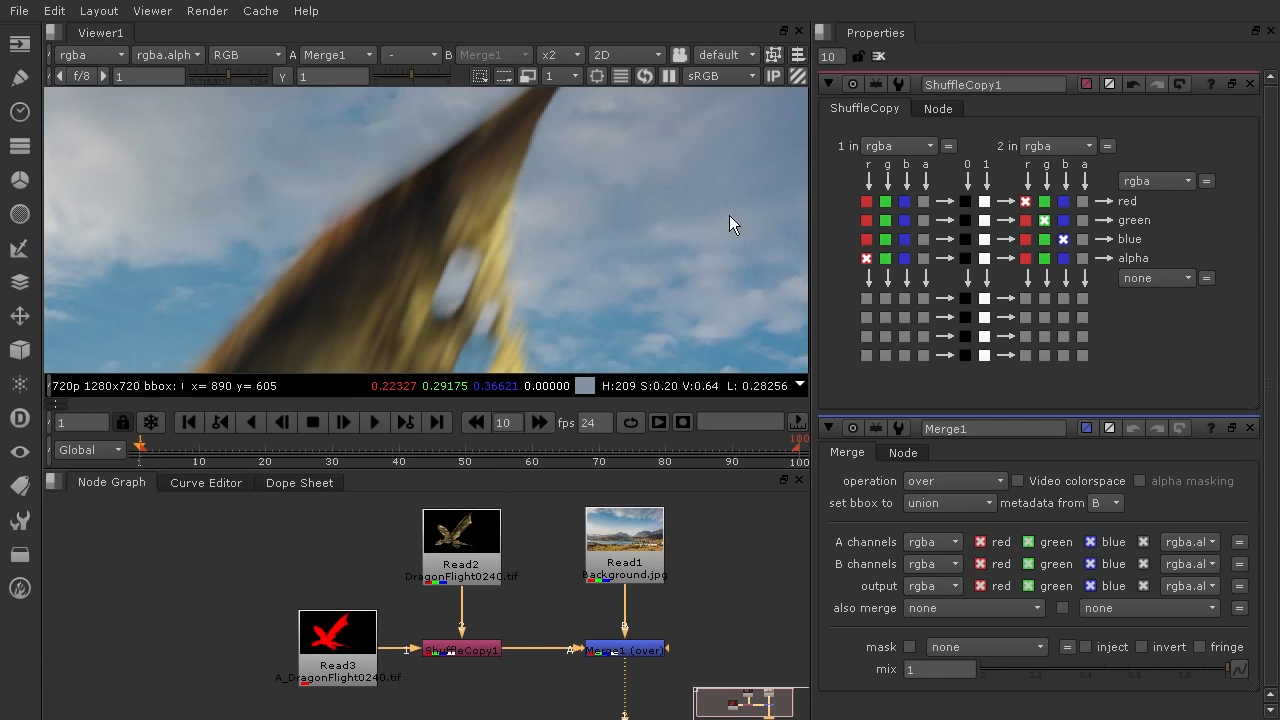 File Edit Layout Viewer Render Cache Help
Viewer1
rgba rgba.alph RGB A Merge1 - B Merge1 x2 2D default
f/8 1 γ 1 1 sRGB IP
720p 1280x720 bbox: x= 890 y= 605 0.22327 0.29175 0.36621 0.00000 H:209 S:0.20 V:0.64 L: 0.28256
1 10 fps 24
Global 1 1 10 20 30 40 50 60 70 80 90 100 100
Node Graph Curve Editor Dope Sheet
Read2
DragonFlight0240.tif
Read1
Background.jpg
2
B
1 ShuffleCopy1 A Merge1 (over)
Read3
A_DragonFlight0240.tif
Properties
10
ShuffleCopy1 ?
ShuffleCopy Node
1 in rgba = 2 in rgba =
r g b a 0 1 r g b a
rgba =
red
green
blue
alpha
none =
Merge1 ?
Merge Node
operation over Video colorspace alpha masking
set bbox to union metadata from B
A channels rgba red green blue rgba.al =
B channels rgba red green blue rgba.al =
output rgba red green blue rgba.al =
also merge none none =
mask none = inject invert fringe
mix 1